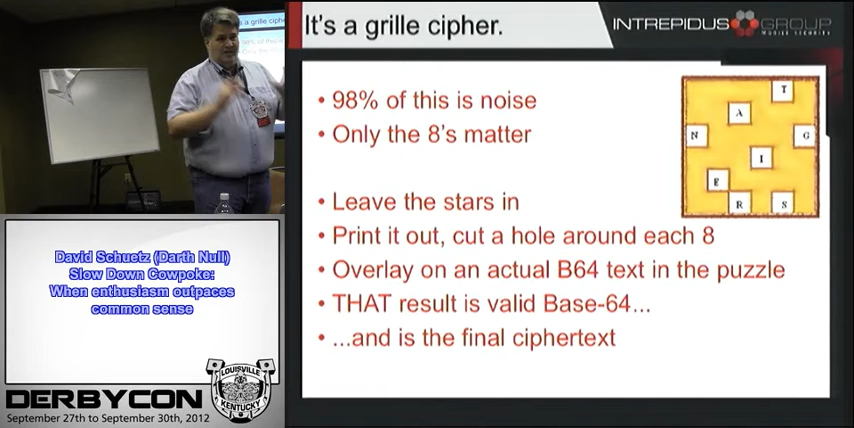 It's a grille cipher.
INTREPIDUS GROUP
MOBILE SECURITY
• 98% of this is noise
• Only the 8's matter
• Leave the stars in
• Print it out, cut a hole around each 8
• Overlay on an actual B64 text in the puzzle
• THAT result is valid Base-64...
• ...and is the final ciphertext
T
A
N
G
I
E
R
S
David Schuetz (Darth Null)
Slow Down Cowpoke:
When enthusiasm outpaces
common sense
LOUISVILLE
KENTUCKY
DERBYCON
September 27th to September 30th, 2012